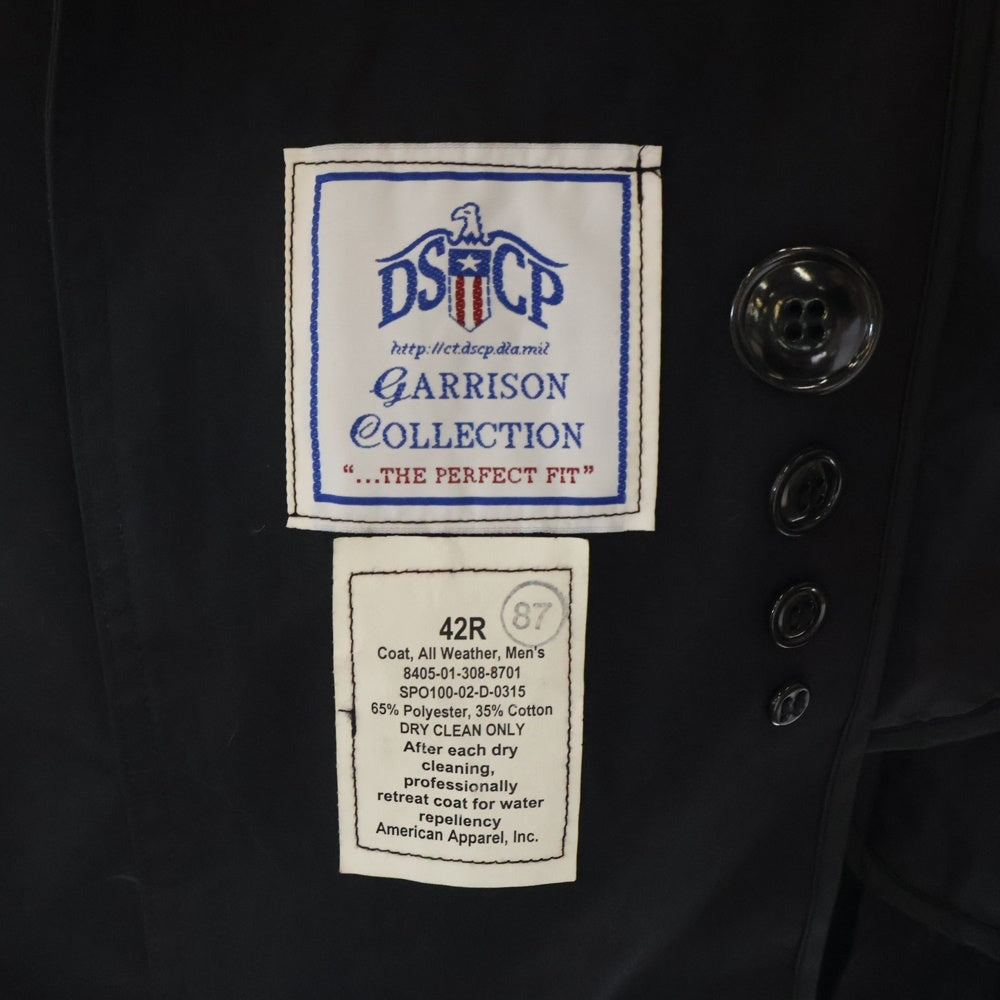 DSCP
http://ct.dscp.dla.mil
GARRISON
COLLECTION
“...THE PERFECT FIT”
87
42R
Coat, All Weather, Men's
8405-01-308-8701
SPO100-02-D-0315
65% Polyester, 35% Cotton
DRY CLEAN ONLY
After each dry
cleaning,
professionally
retreat coat for water
repellency
American Apparel, Inc.